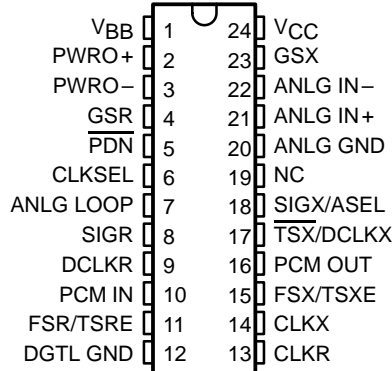 VBB 1 24 VCC
PWRO+ 2 23 GSX
PWRO− 3 22 ANLG IN−
GSR 4 21 ANLG IN+
PDN 5 20 ANLG GND
CLKSEL 6 19 NC
ANLG LOOP 7 18 SIGX/ASEL
SIGR 8 17 TSX/DCLKX
DCLKR 9 16 PCM OUT
PCM IN 10 15 FSX/TSXE
FSR/TSRE 11 14 CLKX
DGTL GND 12 13 CLKR